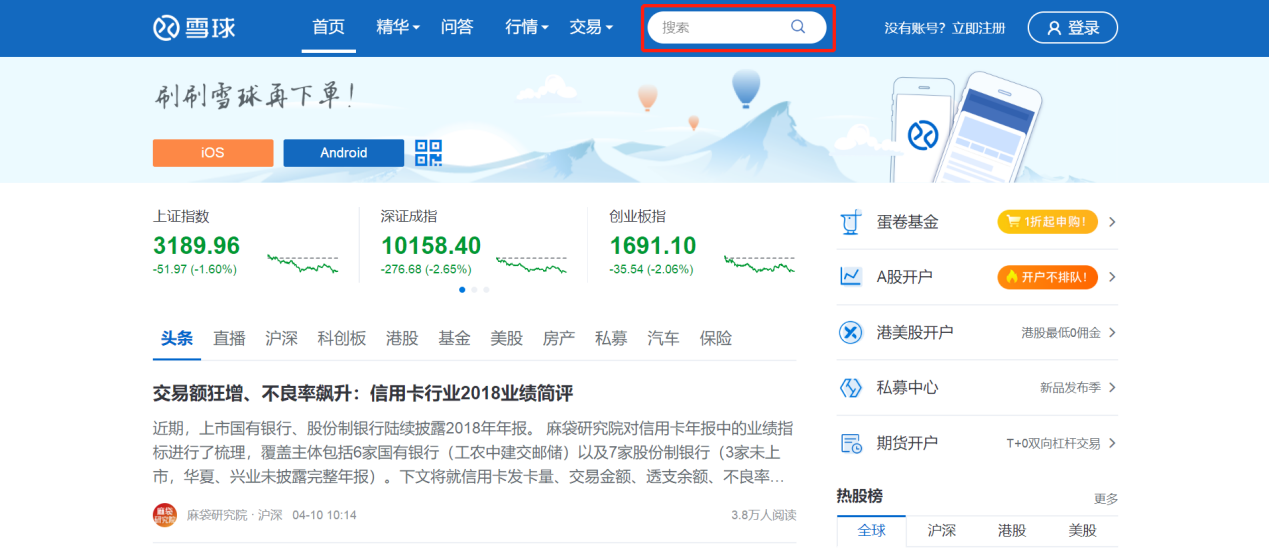 雪球 首页 精华 问答 行情 交易 搜索 没有账号？立即注册 登录
刷刷雪球再下单！
iOS Android
上证指数 深证成指 创业板指
3189.96 10158.40 1691.10
-51.97 (-1.60%) -276.68 (-2.65%) -35.54 (-2.06%)
头条 直播 沪深 科创板 港股 基金 美股 房产 私募 汽车 保险
交易额狂增、不良率飙升：信用卡行业2018业绩简评
近期，上市国有银行、股份制银行陆续披露2018年年报。 麻袋研究院对信用卡年报中的业绩指
标进行了梳理，覆盖主体包括6家国有银行（工农中建交邮储）以及7家股份制银行（3家未上
市，华夏、兴业未披露完整年报）。下文将就信用卡发卡量、交易金额、透支余额、不良率…
麻袋
研究院
麻袋研究院 · 沪深 04-10 10:14 3.8万人阅读
蛋卷基金 1折起申购！
A股开户 开户不排队！
港美股开户 港股最低0佣金
私募中心 新品发布季
期货开户 T+0双向杠杆交易
热股榜 更多
全球 沪深 港股 美股